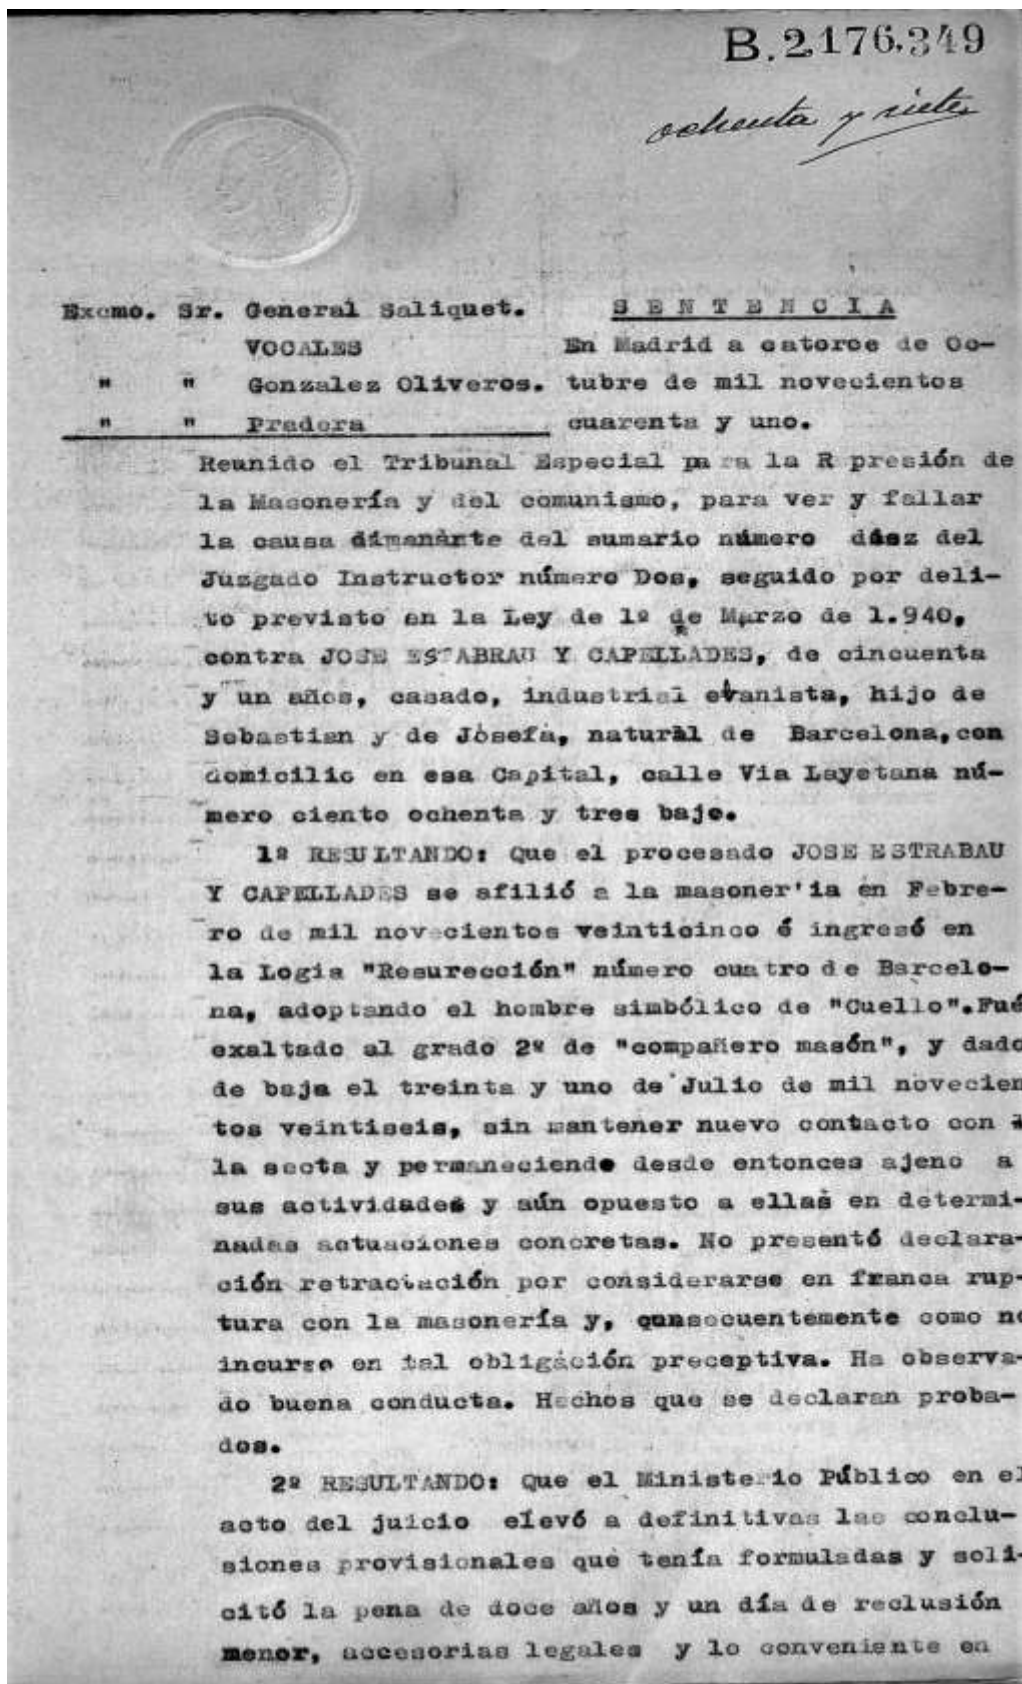 B.2176.349
ochenta y siete
Excmo. Sr. General Saliquet.
VOCALES
" " Gonzalez Oliveros.
" " Pradera
S E N T E N C I A
En Madrid a catorce de Oc-
tubre de mil novecientos
cuarenta y uno.
Reunido el Tribunal Especial para la R presión de
la Masonería y del comunismo, para ver y fallar
la causa dimanante del sumario número diez del
Juzgado Instructor número Dos, seguido por deli-
to previsto en la Ley de 1º de Marzo de 1.940,
contra JOSE ESTABRAU Y CAPELLADES, de cincuenta
y un años, casado, industrial evanista, hijo de
Sebastian y de Josefa, natural de Barcelona, con
domicilio en esa Capital, calle Via Layetana nú-
mero ciento ochenta y tres bajo.
1º RESULTANDO: Que el procesado JOSE ESTRABAU
Y CAPELLADES se afilió a la masoner'ia en Febre-
ro de mil novecientos veinticinco é ingresó en
la Logia "Resurección" número cuatro de Barcelo-
na, adoptando el hombre simbólico de "Cuello". Fué
exaltado al grado 2º de "compañero masón", y dado
de baja el treinta y uno de Julio de mil novecien
tos veintiseis, sin mantener nuevo contacto con
la secta y permaneciendo desde entonces ajeno a
sus actividades y aún opuesto a ellas en determi-
nadas actuaciones concretas. No presentó declara-
ción retractación por considerarse en franca rup-
tura con la masonería y, qunsecuentemente como no
incurso en tal obligación preceptiva. Ha observa-
do buena conducta. Hechos que se declaran proba-
dos.
2º RESULTANDO: Que el Ministerio Público en el
acto del juicio elevó a definitivas las conclu-
siones provisionales que tenía formuladas y soli-
citó la pena de doce años y un día de reclusión
menor, accesorias legales y lo conveniente en